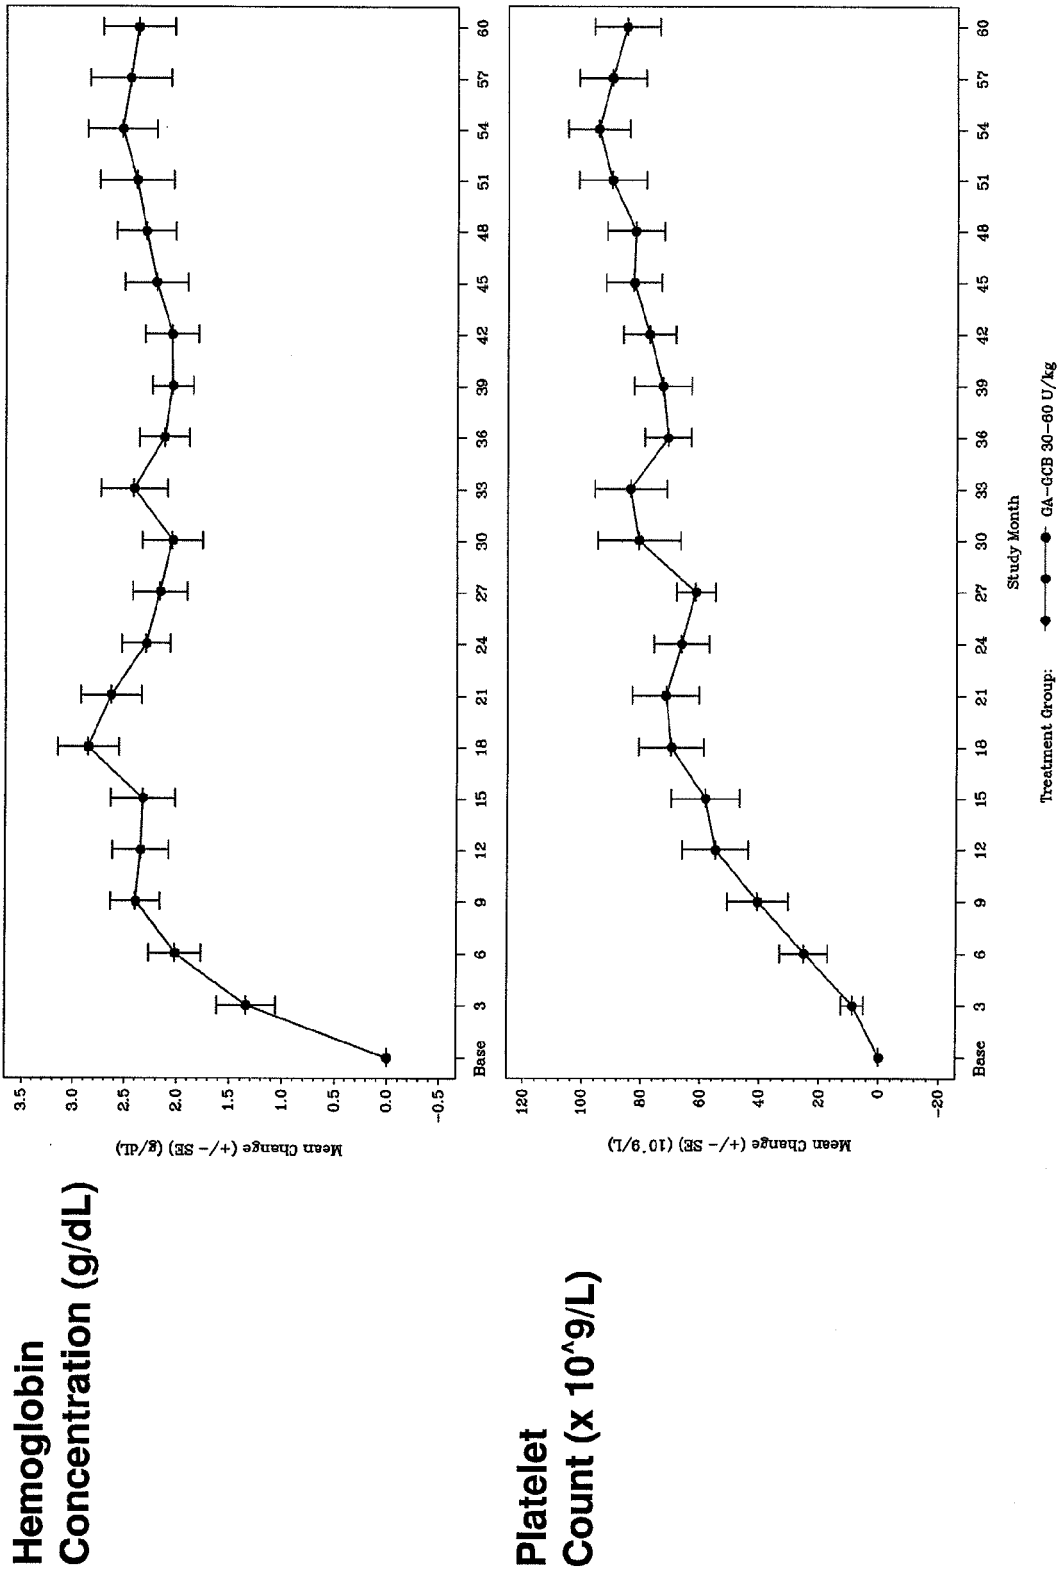 Hemoglobin
Concentration (g/dL)
Mean Change (+/- SE) (g/dL)
3.5
3.0
2.5
2.0
1.5
1.0
0.5
0.0
-0.5
Base 3 6 9 12 15 18 21 24 27 30 33 36 39 42 45 48 51 54 57 60
Platelet
Count (x 10^9/L)
Mean Change (+/- SE) (10^9/L)
120
100
80
60
40
20
0
-20
Base 3 6 9 12 15 18 21 24 27 30 33 36 39 42 45 48 51 54 57 60
Study Month
Treatment Group: GA-GCB 30-60 U/kg